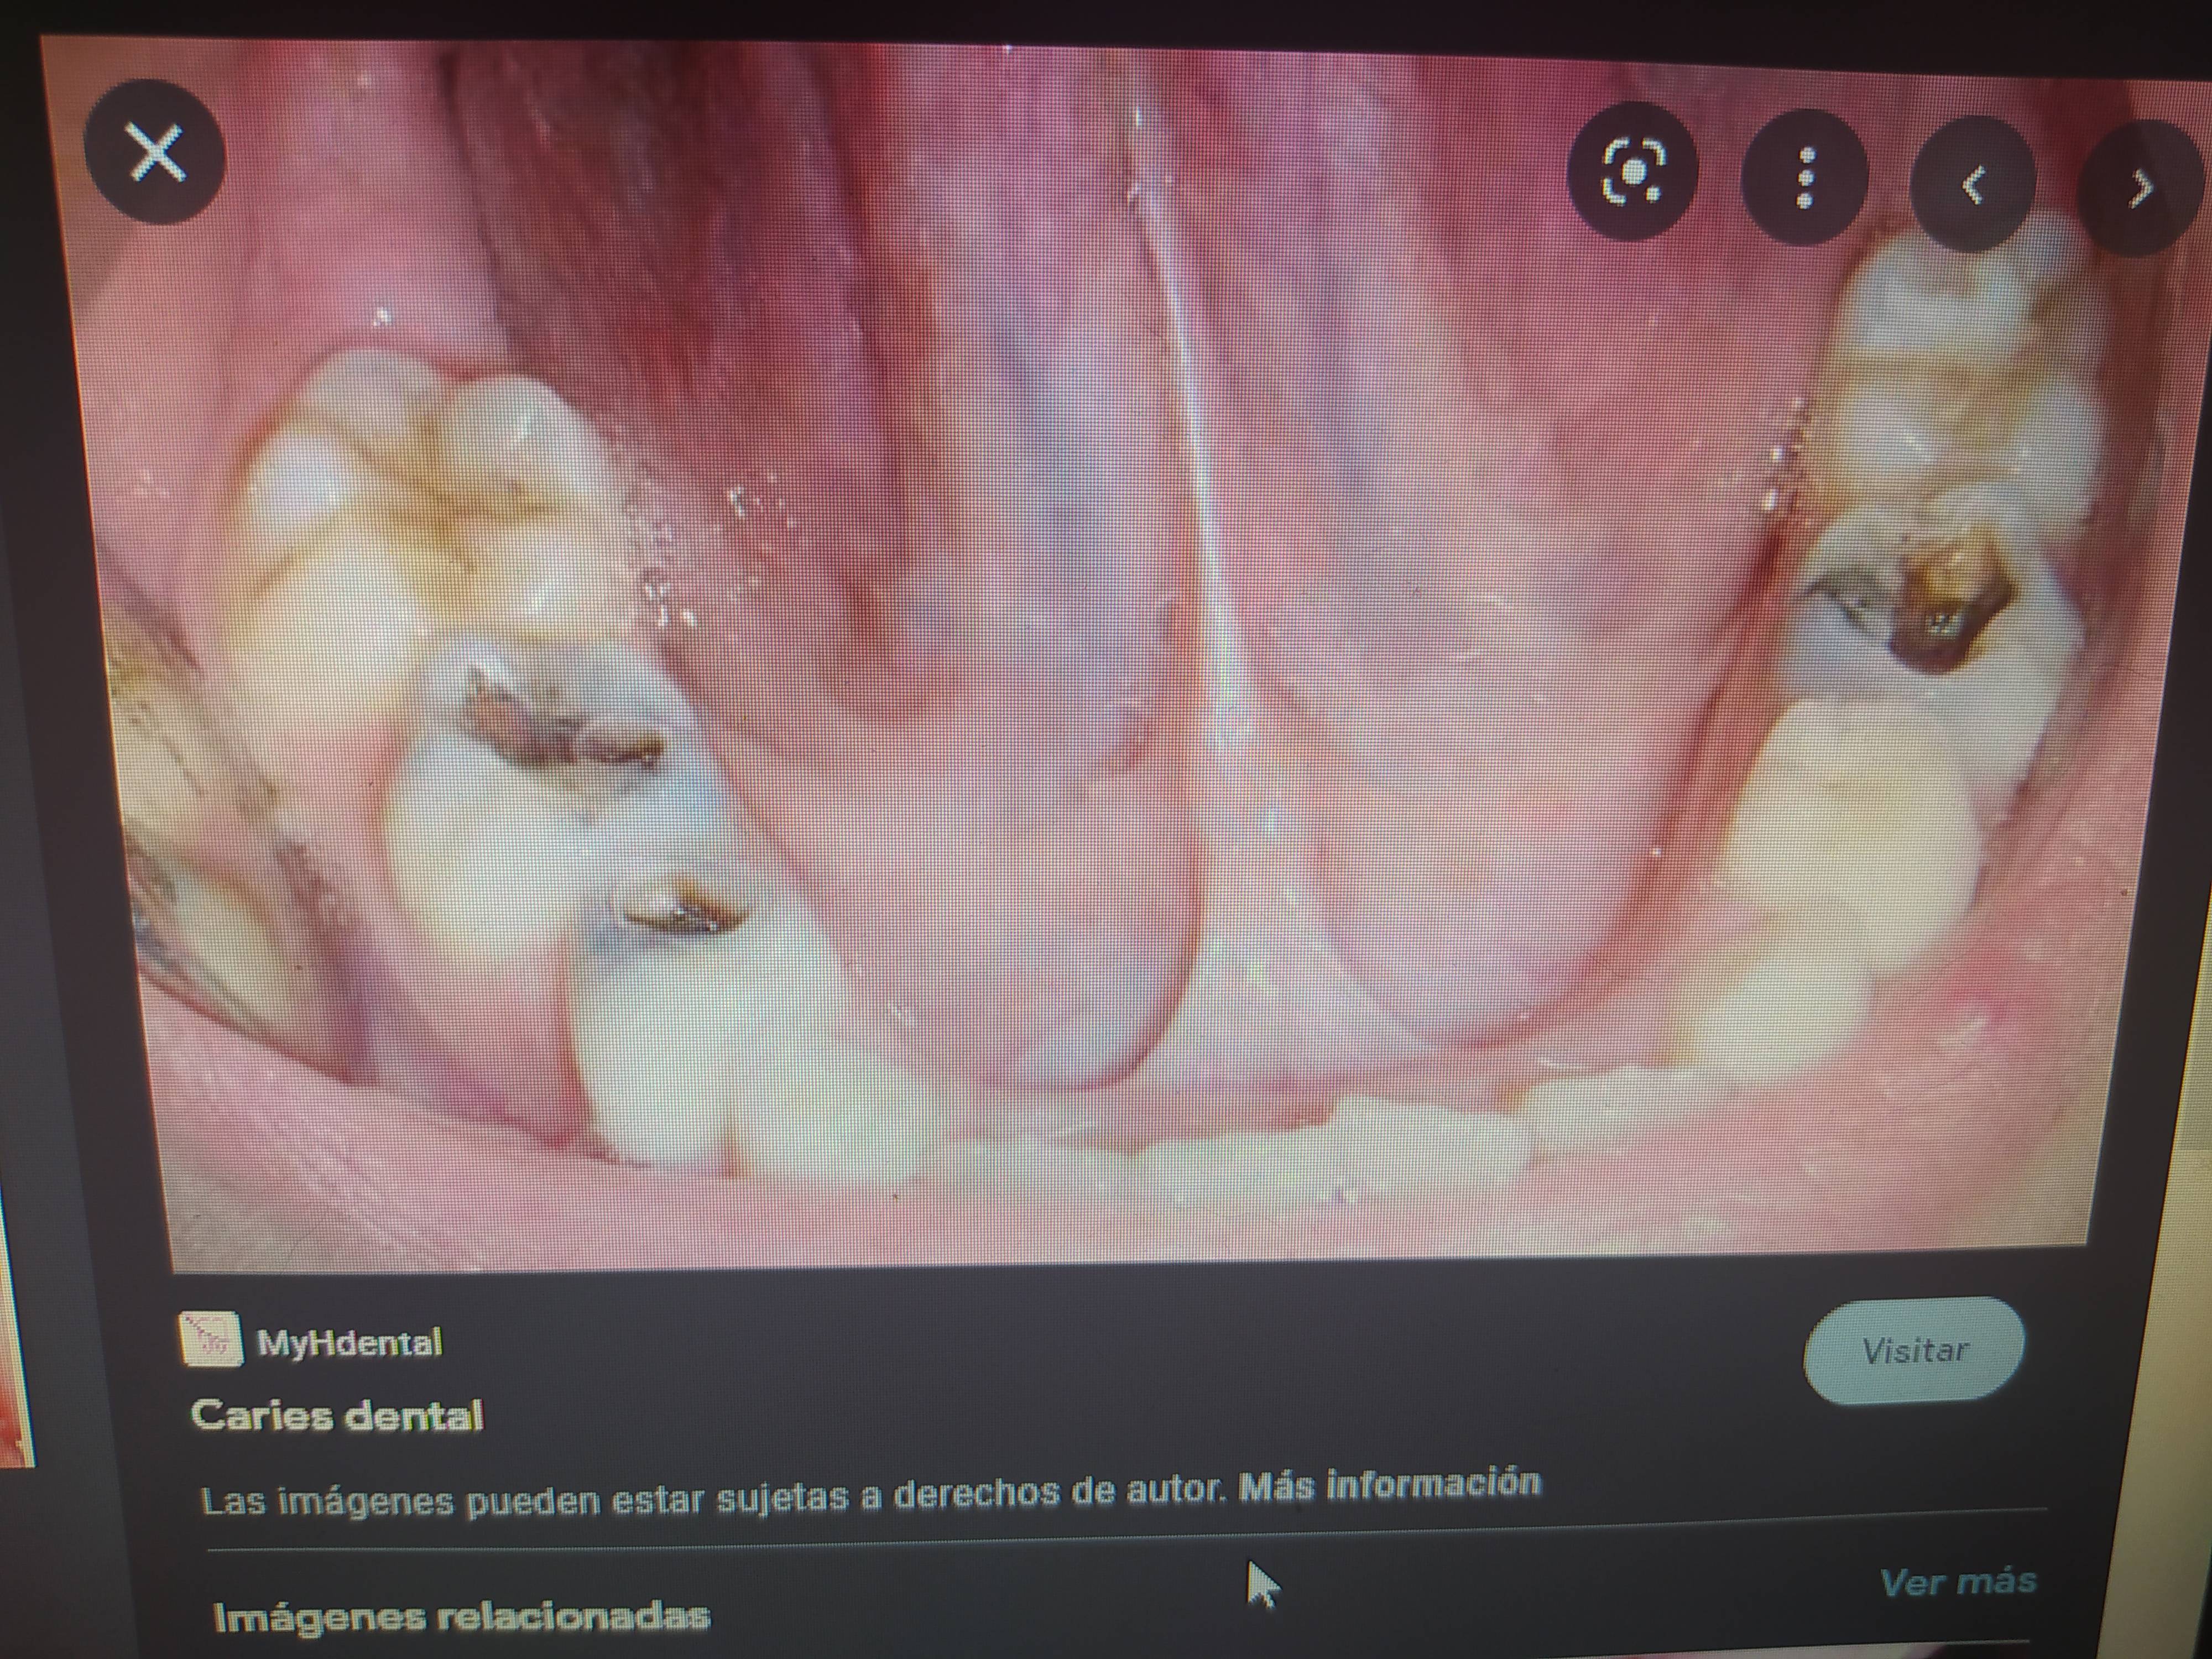 MyHdental
Visitar
Caries dental
Las imágenes pueden estar sujetas a derechos de autor. Más información
Imágenes relacionadas
Ver más